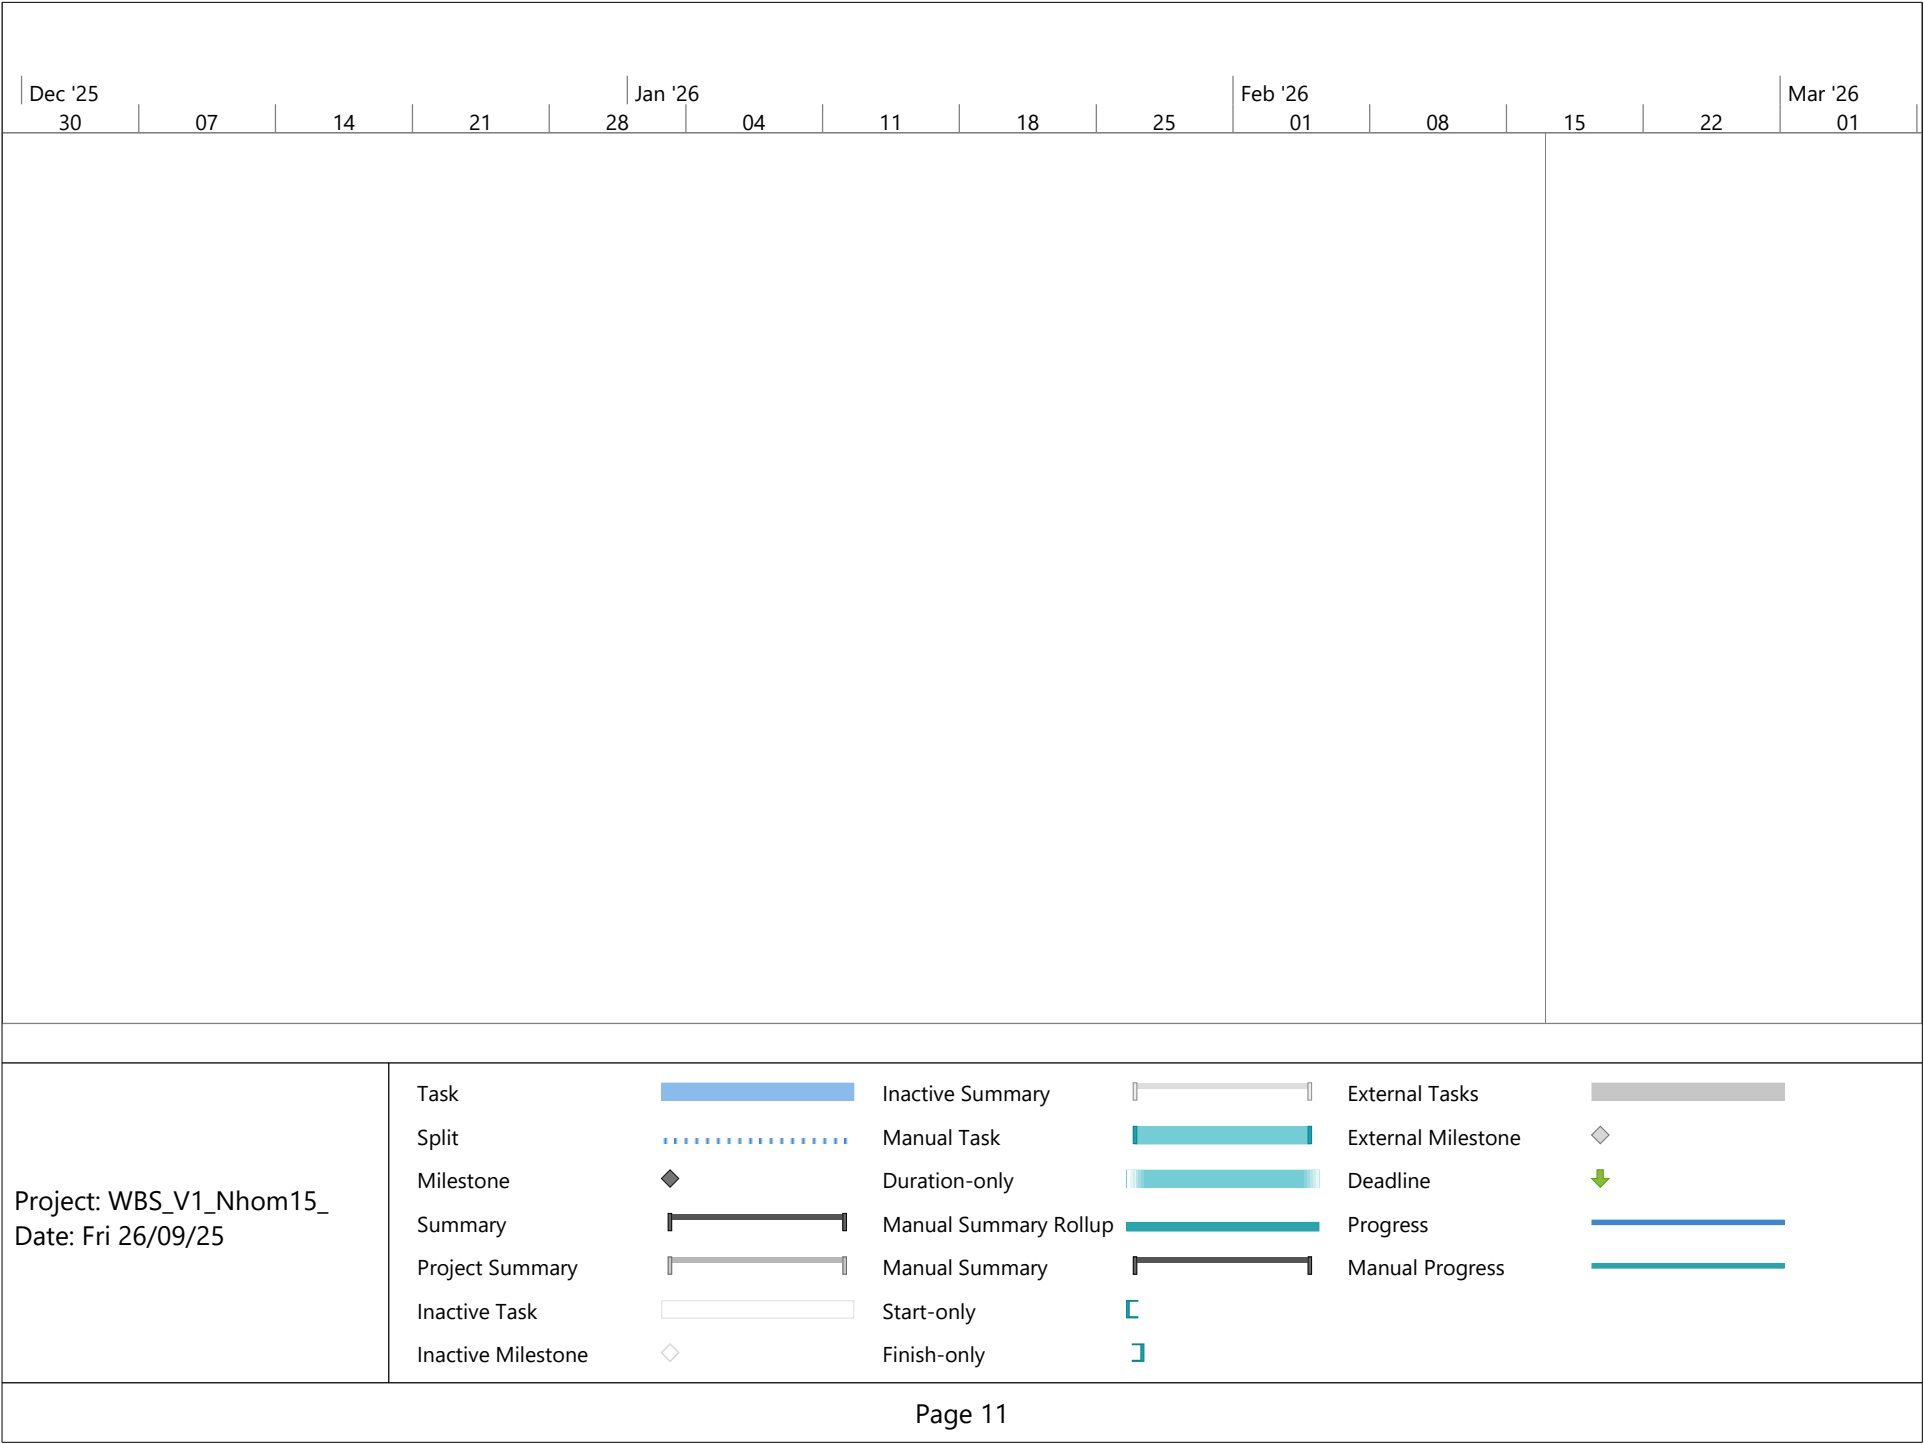 Dec '25 Jan '26 Feb '26 Mar '26
30 07 14 21 28 04 11 18 25 01 08 15 22 01
Project: WBS_V1_Nhom15_
Date: Fri 26/09/25
Task
Split
Milestone
Summary
Project Summary
Inactive Task
Inactive Milestone
Inactive Summary
Manual Task
Duration-only
Manual Summary Rollup
Manual Summary
Start-only
Finish-only
External Tasks
External Milestone
Deadline
Progress
Manual Progress
Page 11